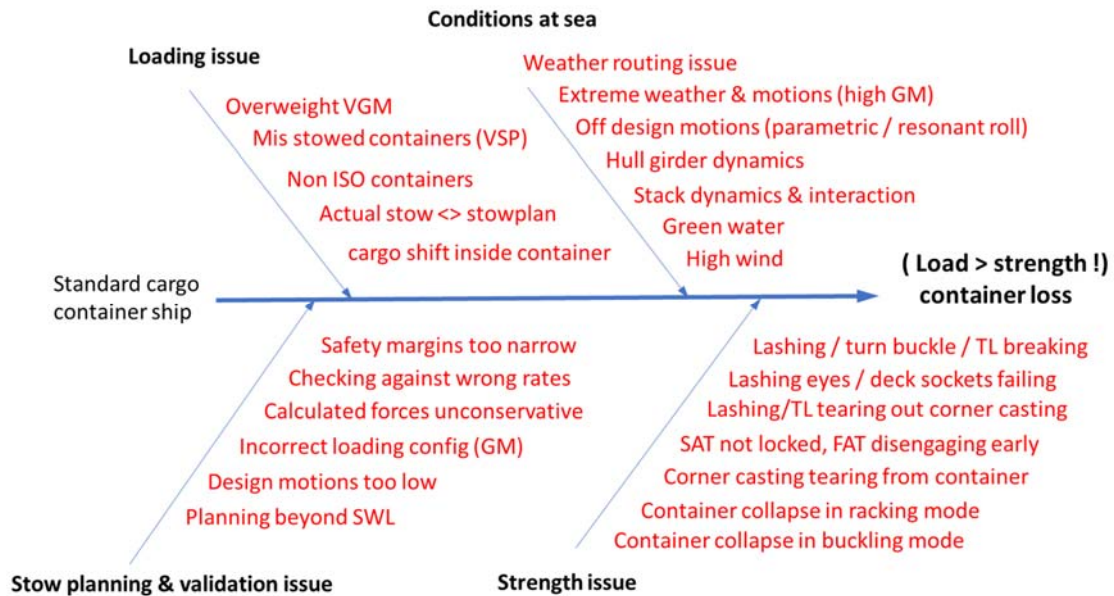 Conditions at sea
Loading issue
Weather routing issue
Extreme weather & motions (high GM)
Off design motions (parametric / resonant roll)
Hull girder dynamics
Stack dynamics & interaction
Green water
High wind
Overweight VGM
Mis stowed containers (VSP)
Non ISO containers
Actual stow <> stowplan
cargo shift inside container
Standard cargo
container ship
( Load > strength !)
container loss
Safety margins too narrow
Checking against wrong rates
Calculated forces unconservative
Incorrect loading config (GM)
Design motions too low
Planning beyond SWL
Stow planning & validation issue
Lashing / turn buckle / TL breaking
Lashing eyes / deck sockets failing
Lashing/TL tearing out corner casting
SAT not locked, FAT disengaging early
Corner casting tearing from container
Container collapse in racking mode
Container collapse in buckling mode
Strength issue